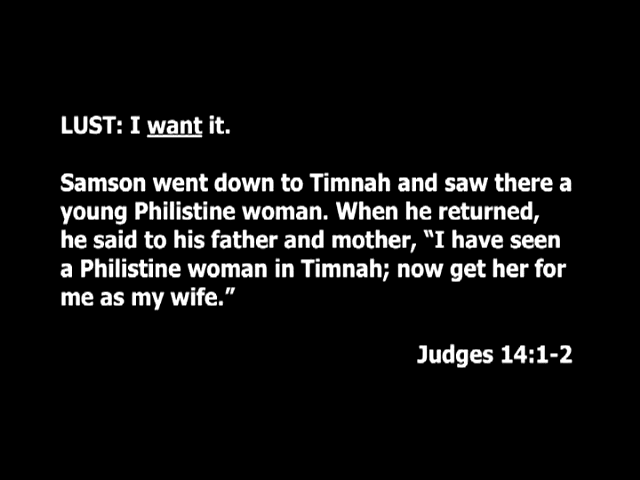 LUST: I want it.
Samson went down to Timnah and saw there a
young Philistine woman. When he returned,
he said to his father and mother, “I have seen
a Philistine woman in Timnah; now get her for
me as my wife.”
Judges 14:1-2